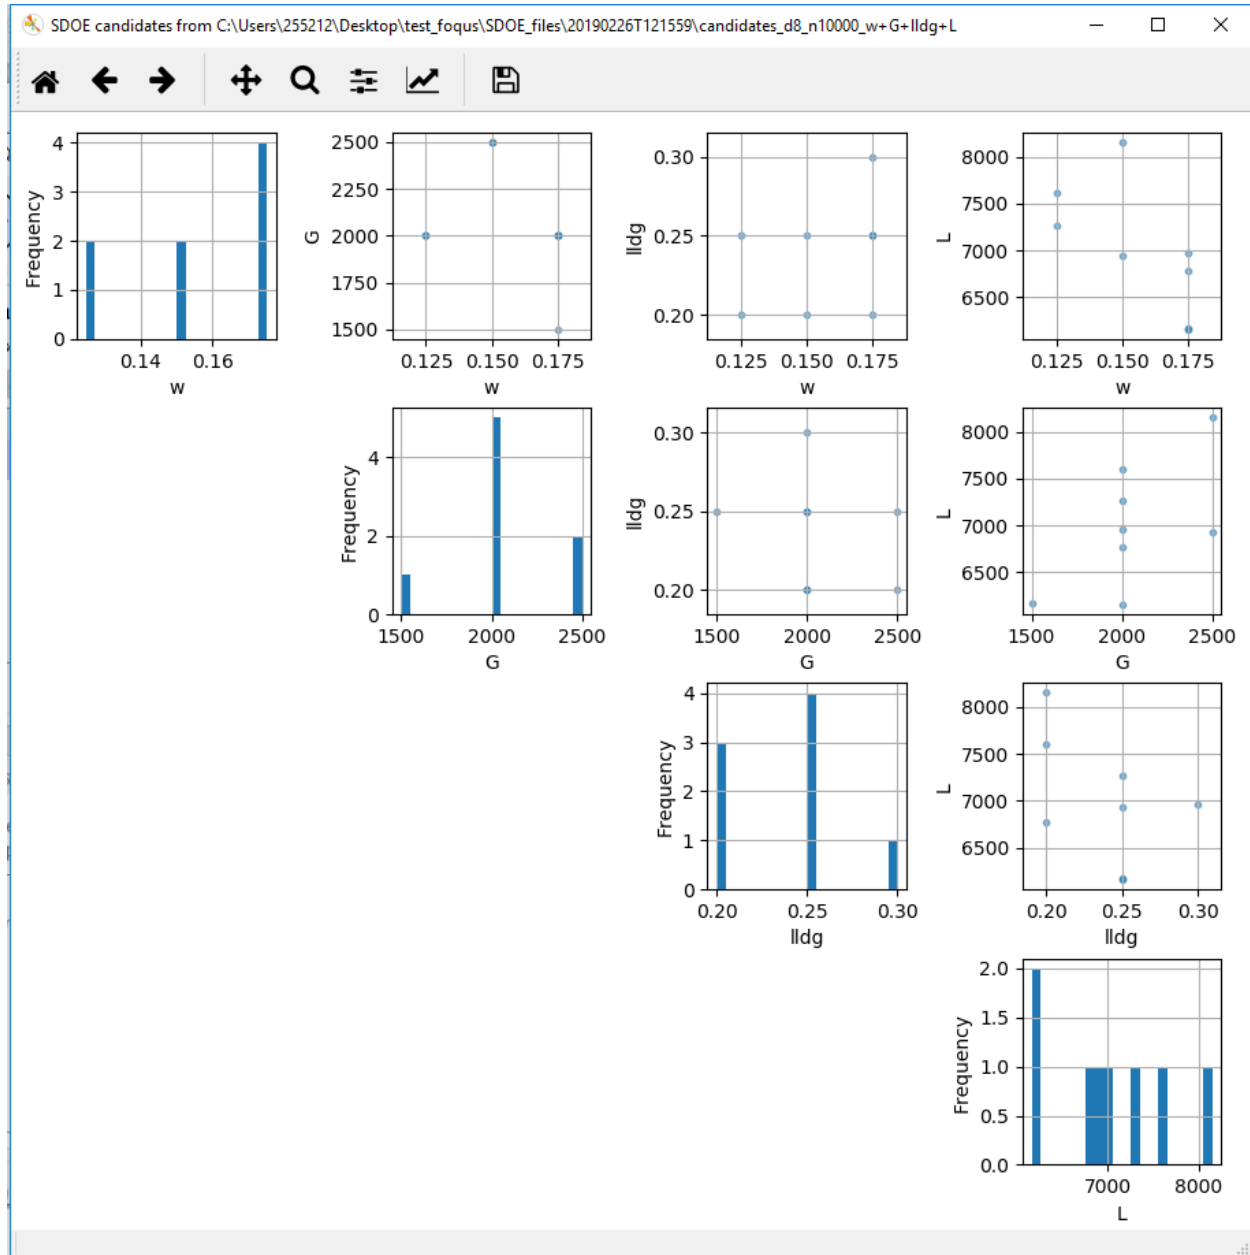 SDOE candidates from C:\Users\255212\Desktop\test_foqus\SDOE_files\20190226T121559\candidates_d8_n10000_w+G+lldg+L
4
3
2
1
0
Frequency
0.14 0.16
w
2500
2250
2000
1750
1500
G
0.125 0.150 0.175
w
0.30
0.25
0.20
lldg
0.125 0.150 0.175
w
8000
7500
7000
6500
L
0.125 0.150 0.175
w
4
2
0
Frequency
1500 2000 2500
G
0.30
0.25
0.20
lldg
1500 2000 2500
G
8000
7500
7000
6500
L
1500 2000 2500
G
4
3
2
1
0
Frequency
0.20 0.25 0.30
lldg
8000
7500
7000
6500
L
0.20 0.25 0.30
lldg
2.0
1.5
1.0
0.5
0.0
Frequency
7000 8000
L